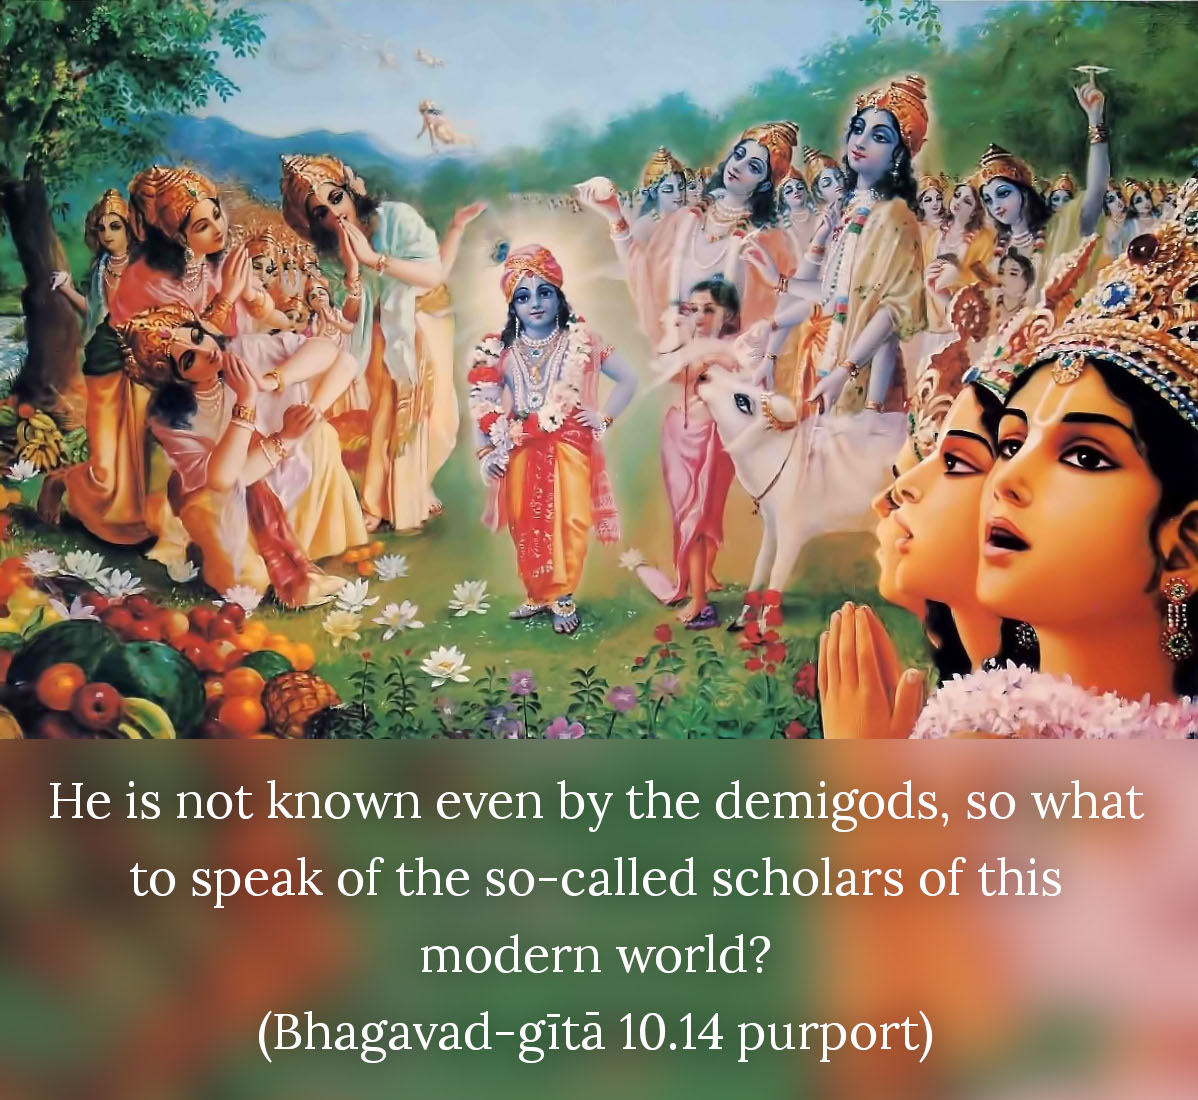 He is not known even by the demigods, so what
to speak of the so-called scholars of this
modern world?
(Bhagavad-gītā 10.14 purport)